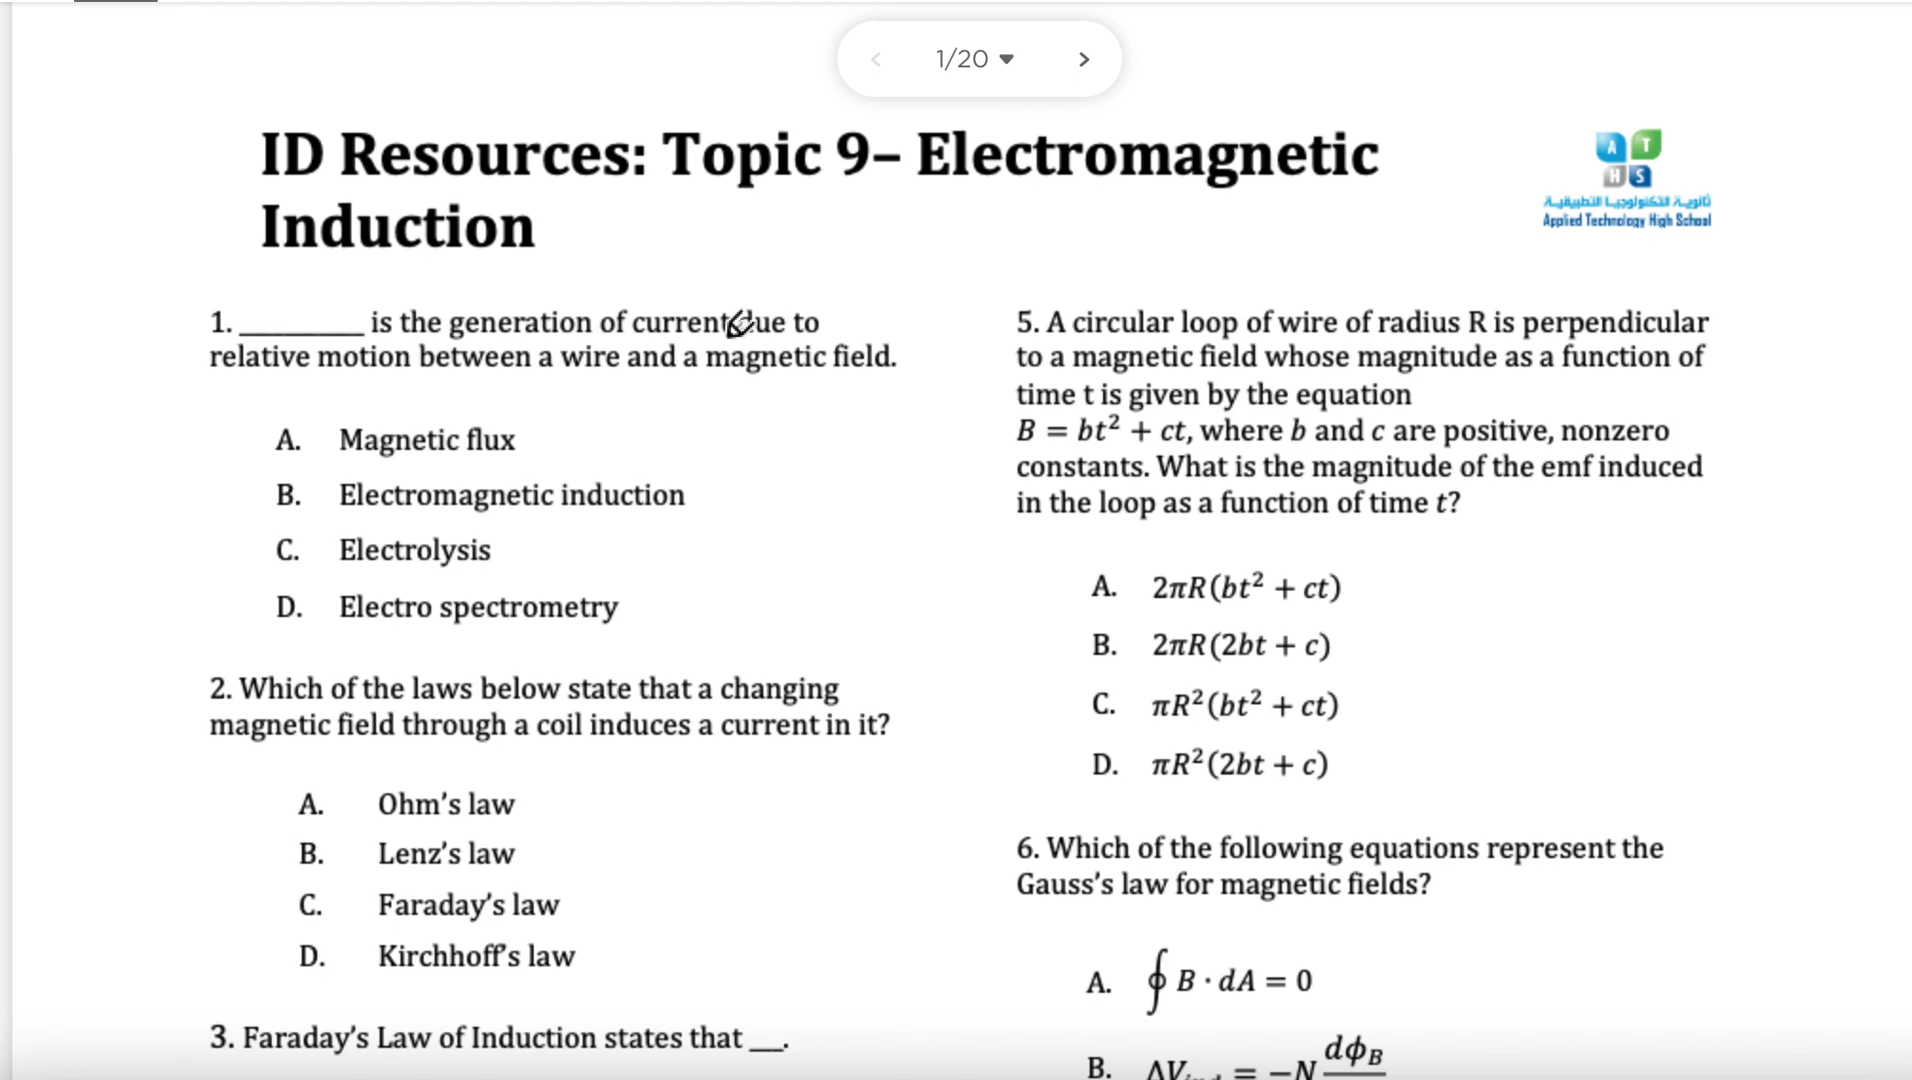 1/20
ID Resources: Topic 9– Electromagnetic
Induction
A T
H S
ثانوية التكنولوجيا التطبيقية
Applied Technology High School
1. ________ is the generation of current due to
relative motion between a wire and a magnetic field.
A. Magnetic flux
B. Electromagnetic induction
C. Electrolysis
D. Electro spectrometry
2. Which of the laws below state that a changing
magnetic field through a coil induces a current in it?
A. Ohm's law
B. Lenz's law
C. Faraday's law
D. Kirchhoff's law
3. Faraday's Law of Induction states that __.
5. A circular loop of wire of radius R is perpendicular
to a magnetic field whose magnitude as a function of
time t is given by the equation
B = bt² + ct, where b and c are positive, nonzero
constants. What is the magnitude of the emf induced
in the loop as a function of time t?
A. 2πR(bt² + ct)
B. 2πR(2bt + c)
C. πR²(bt² + ct)
D. πR²(2bt + c)
6. Which of the following equations represent the
Gauss's law for magnetic fields?
A. ∮ B · dA = 0
B. ΔV_ind = −N dϕ_B